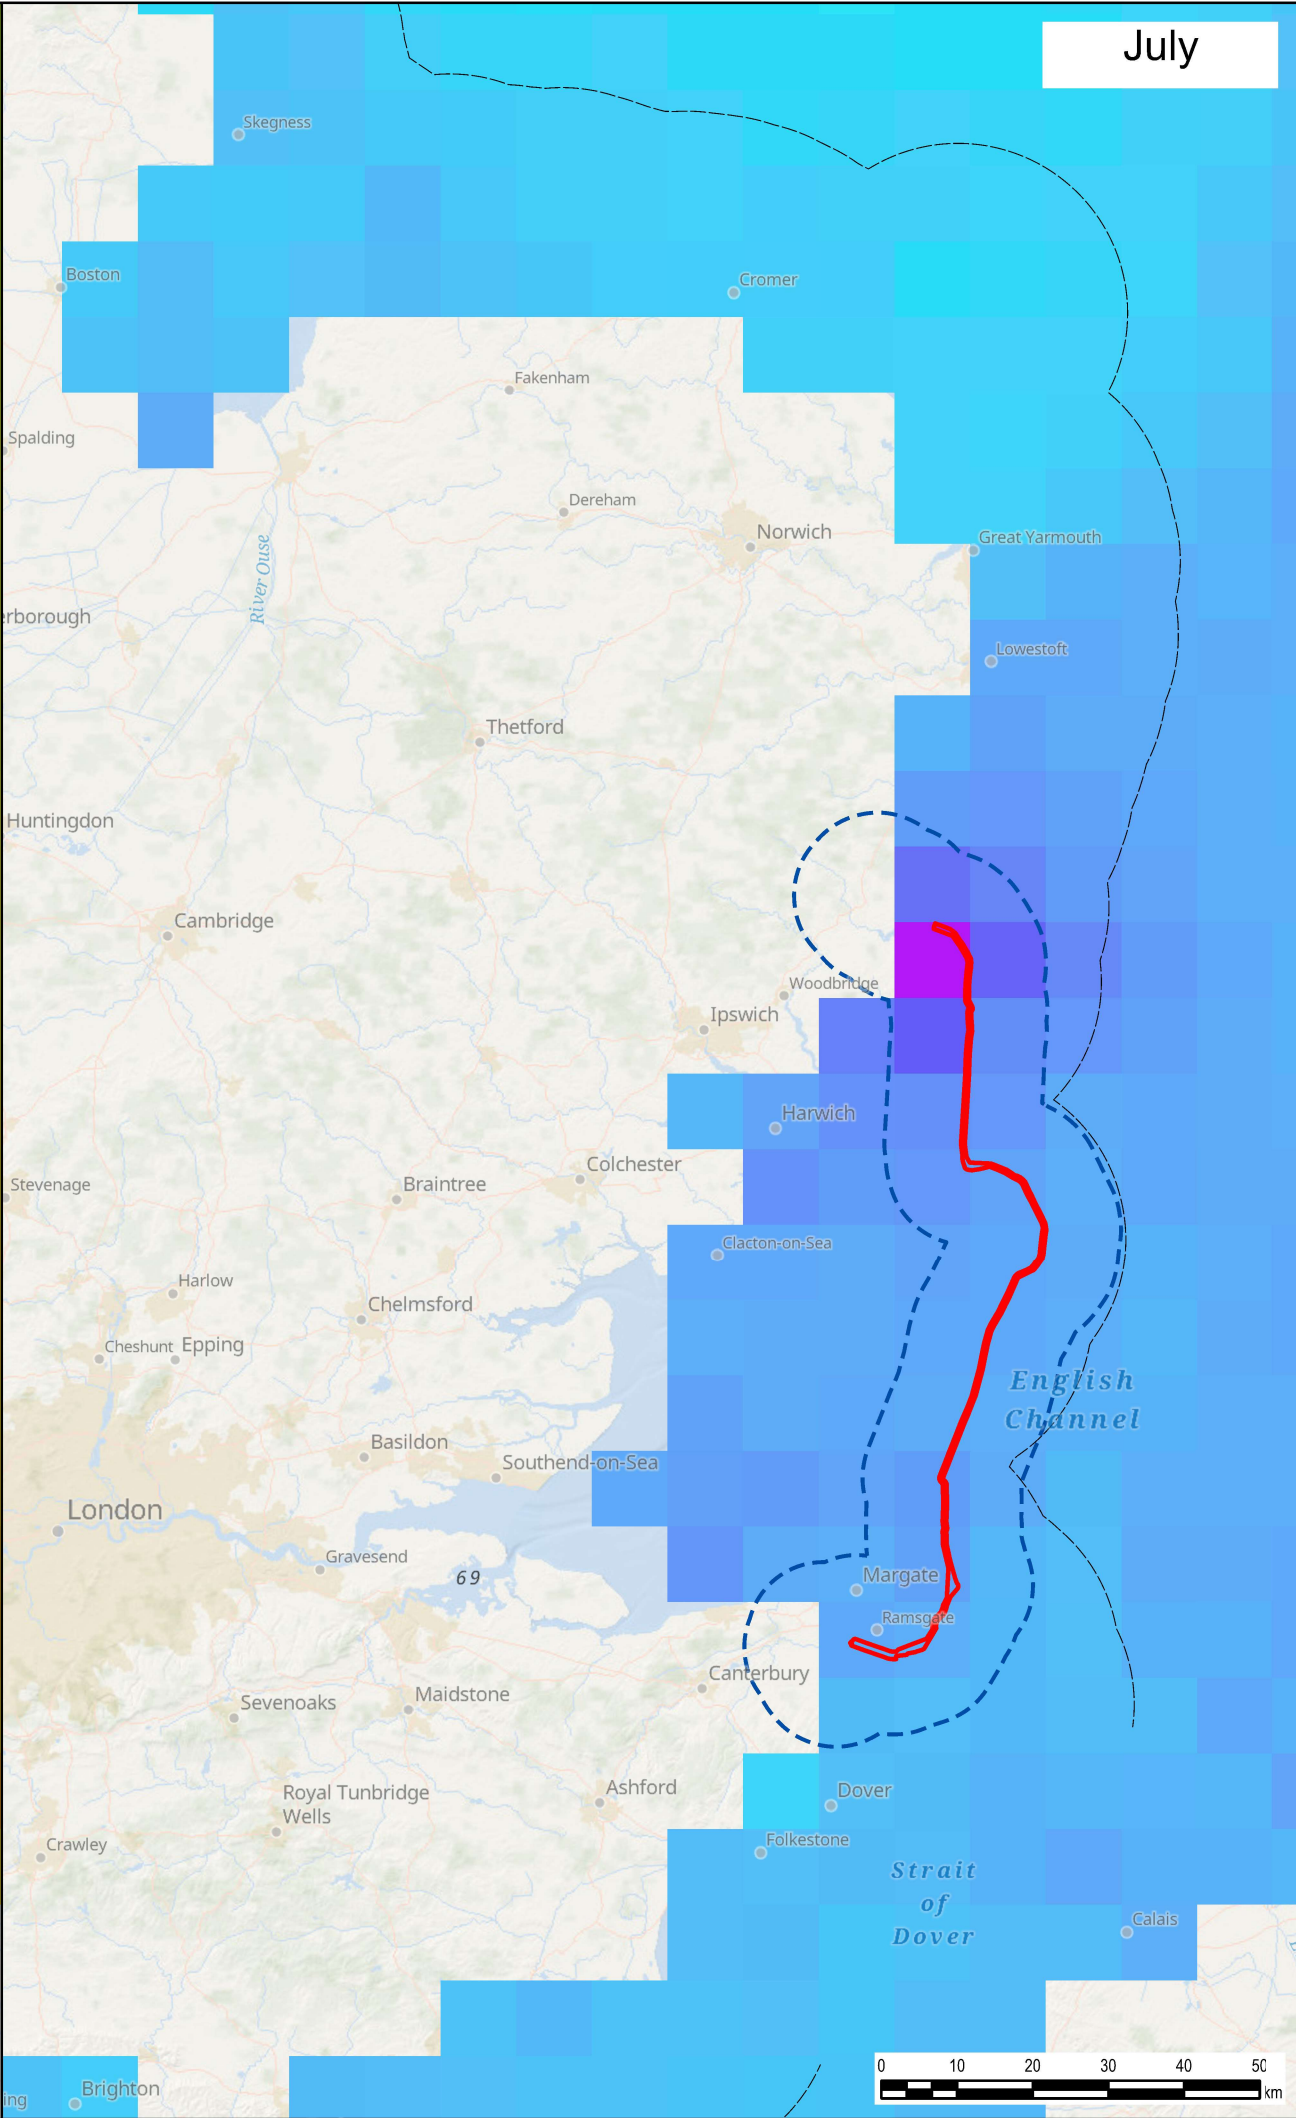 July
Skegness
Boston
Cromer
Fakenham
Spalding
Dereham
Norwich
Great Yarmouth
River Ouse
erborough
Lowestoft
Thetford
Huntingdon
Cambridge
Woodbridge
Ipswich
Harwich
Colchester
Braintree
Stevenage
Clacton-on-Sea
Harlow
Chelmsford
Cheshunt
Epping
English
Channel
Basildon
Southend-on-Sea
London
Gravesend
69
Margate
Ramsgate
Canterbury
Maidstone
Sevenoaks
Ashford
Royal Tunbridge
Wells
Dover
Folkestone
Crawley
Strait
of
Dover
Calais
Brighton
ing
0 10 20 30 40 50
km